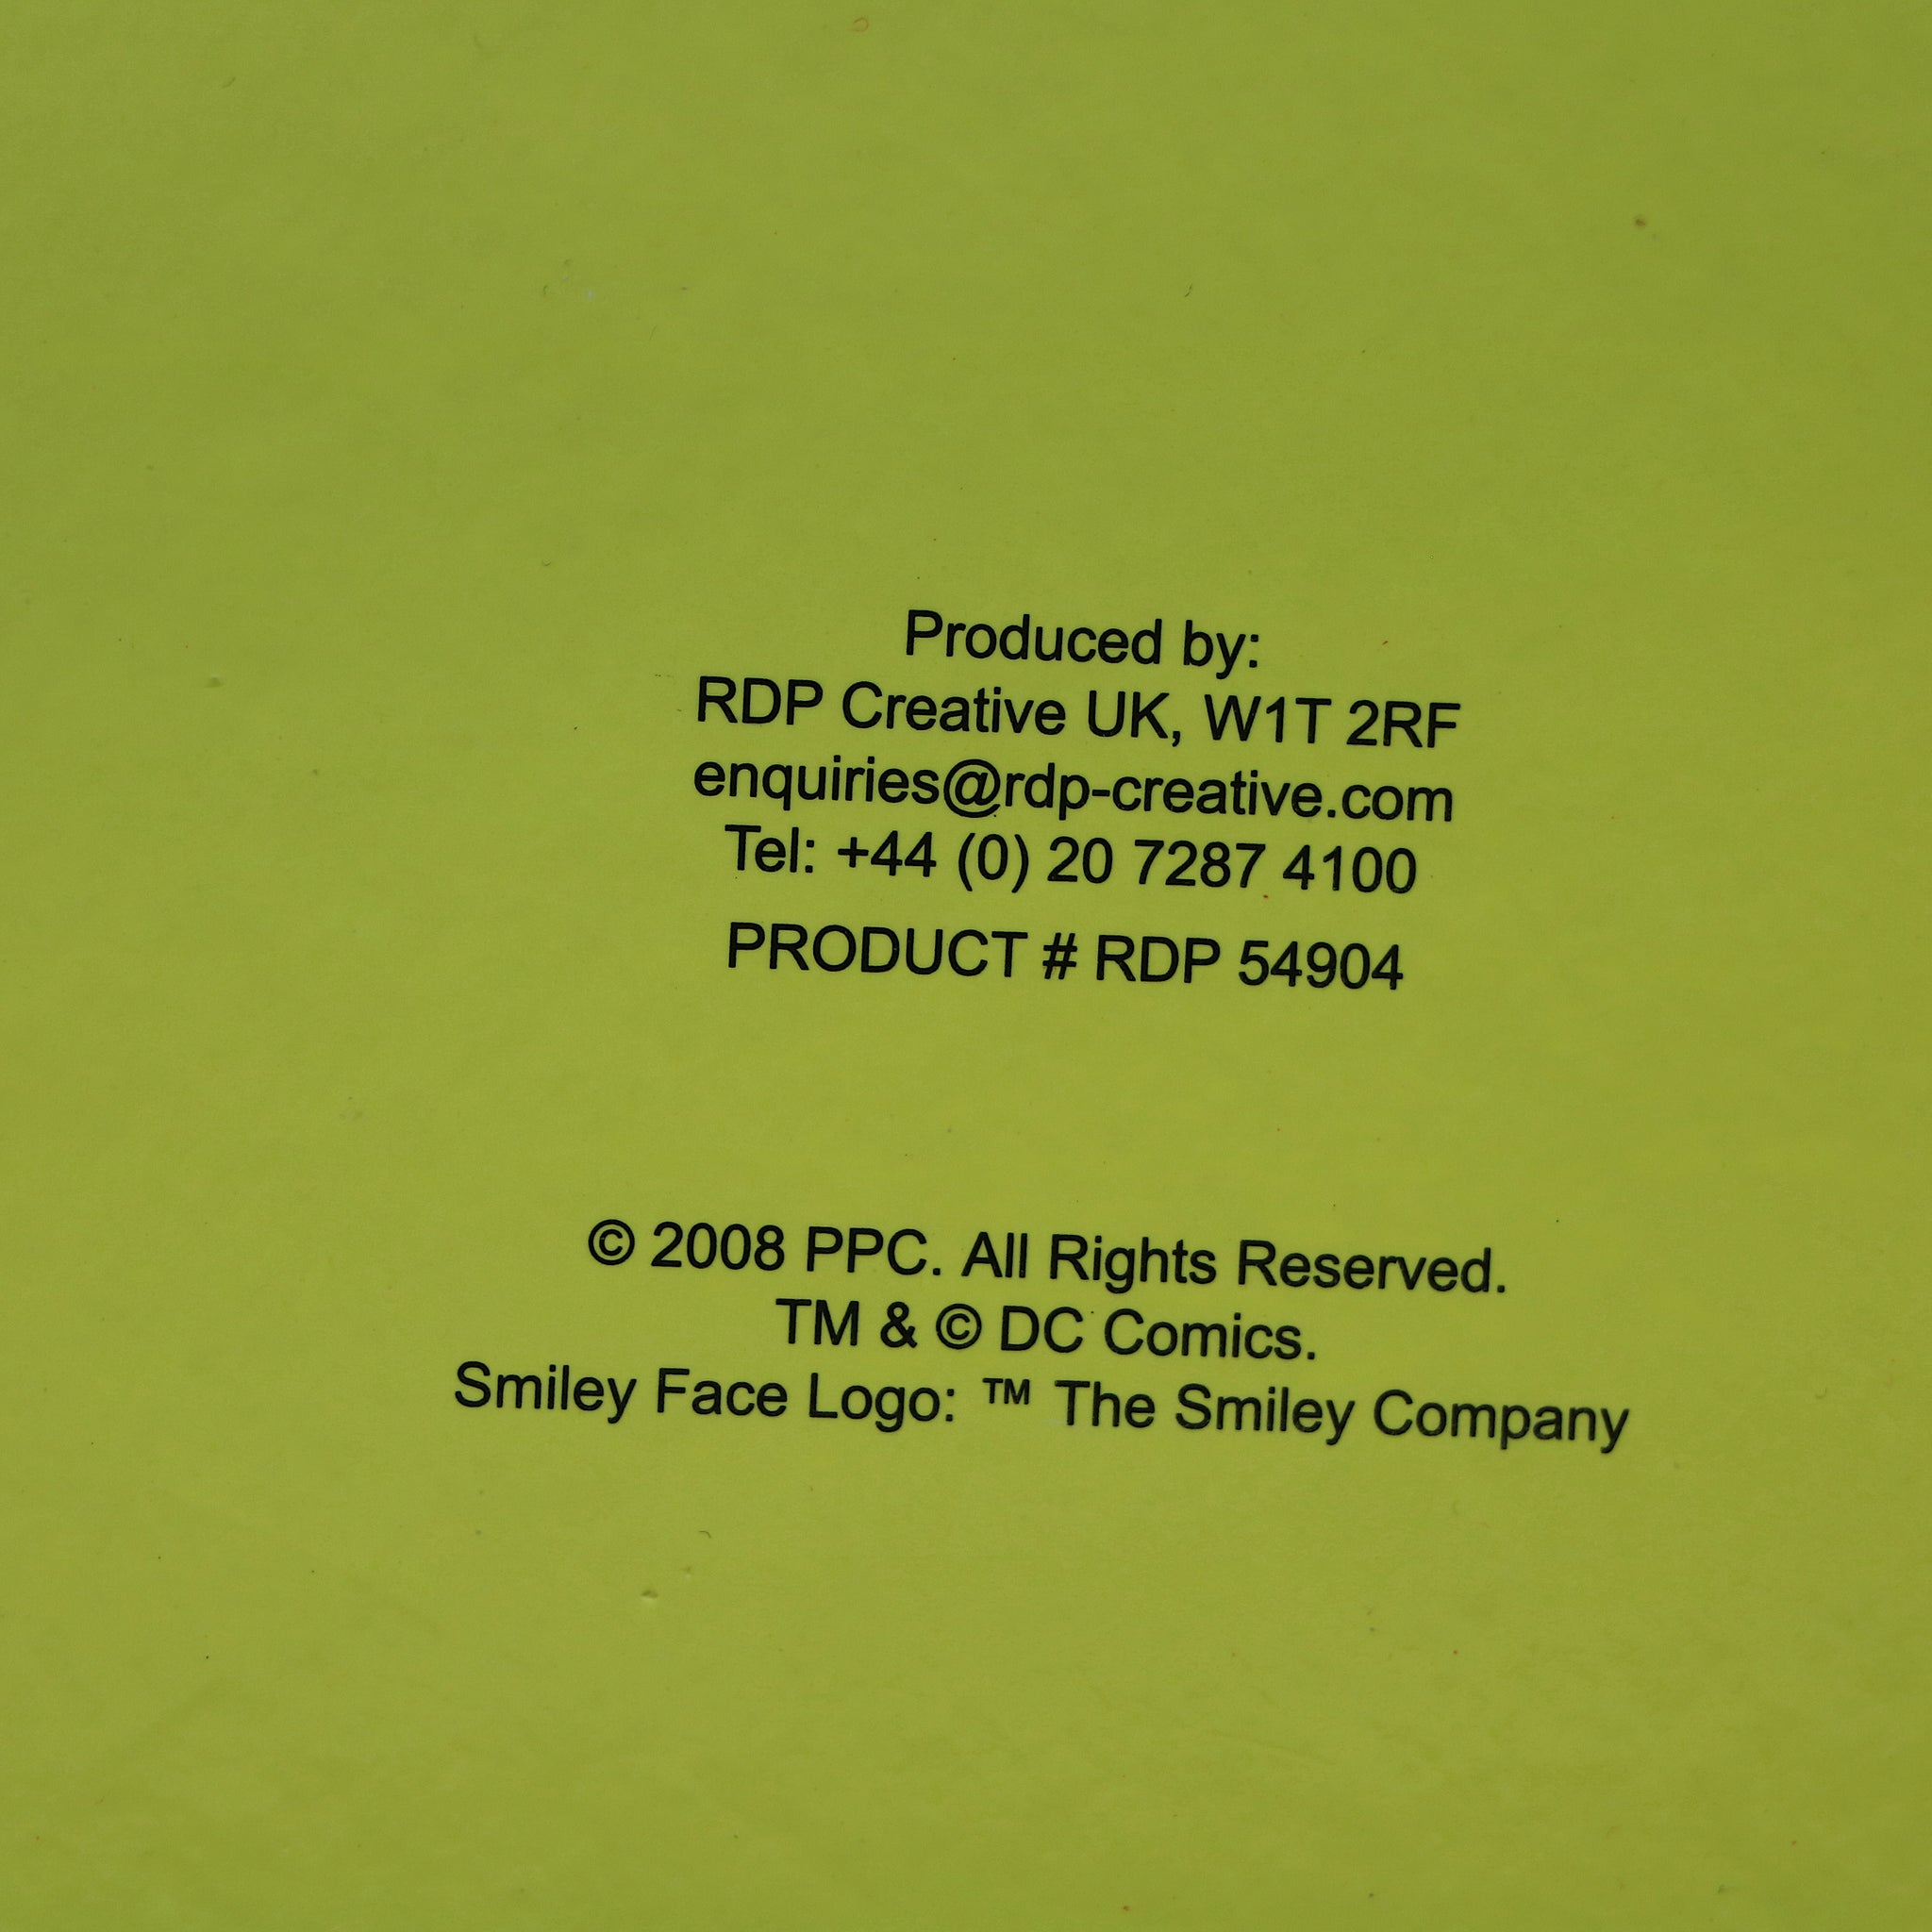 Produced by:
RDP Creative UK, W1T 2RF
enquiries@rdp-creative.com
Tel: +44 (0) 20 7287 4100
PRODUCT # RDP 54904
© 2008 PPC. All Rights Reserved.
TM & © DC Comics.
Smiley Face Logo: ™ The Smiley Company